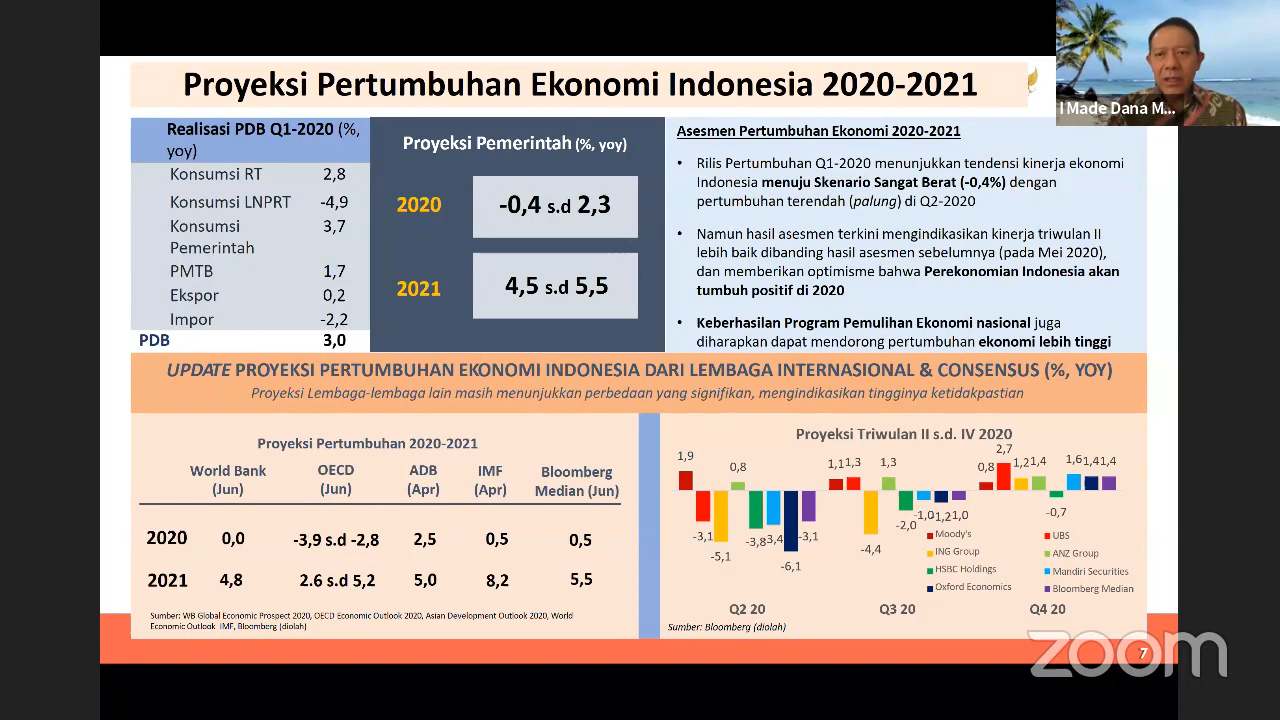 Proyeksi Pertumbuhan Ekonomi Indonesia 2020-2021
I Made Dana M...
Realisasi PDB Q1-2020 (%,
yoy)
Konsumsi RT 2,8
Konsumsi LNPRT -4,9
Konsumsi 3,7
Pemerintah
PMTB 1,7
Ekspor 0,2
Impor -2,2
PDB 3,0
Proyeksi Pemerintah (%, yoy)
2020 -0,4 s.d 2,3
2021 4,5 s.d 5,5
Asesmen Pertumbuhan Ekonomi 2020-2021
• Rilis Pertumbuhan Q1-2020 menunjukkan tendensi kinerja ekonomi
Indonesia menuju Skenario Sangat Berat (-0,4%) dengan
pertumbuhan terendah (palung) di Q2-2020
• Namun hasil asesmen terkini mengindikasikan kinerja triwulan II
lebih baik dibanding hasil asesmen sebelumnya (pada Mei 2020),
dan memberikan optimisme bahwa Perekonomian Indonesia akan
tumbuh positif di 2020
• Keberhasilan Program Pemulihan Ekonomi nasional juga
diharapkan dapat mendorong pertumbuhan ekonomi lebih tinggi
UPDATE PROYEKSI PERTUMBUHAN EKONOMI INDONESIA DARI LEMBAGA INTERNASIONAL & CONSENSUS (%, YOY)
Proyeksi Lembaga-lembaga lain masih menunjukkan perbedaan yang signifikan, mengindikasikan tingginya ketidakpastian
Proyeksi Pertumbuhan 2020-2021
World Bank OECD ADB IMF Bloomberg
(Jun) (Jun) (Apr) (Apr) Median (Jun)
2020 0,0 -3,9 s.d -2,8 2,5 0,5 0,5
2021 4,8 2.6 s.d 5,2 5,0 8,2 5,5
Sumber: WB Global Economic Prospect 2020, OECD Economic Outlook 2020, Asian Development Outlook 2020, World
Economic Outlook IMF, Bloomberg (diolah)
Proyeksi Triwulan II s.d. IV 2020
1,9 -3,1 -5,1 0,8 -3,8 -3,4 -6,1 -3,1
1,1 1,3 -4,4 1,3 -2,0 -1,0 -1,2 -1,0
0,8 2,7 1,2 1,4 -0,7 1,6 1,4 1,4
Moody's UBS
ING Group ANZ Group
HSBC Holdings Mandiri Securities
Oxford Economics Bloomberg Median
Q2 20 Q3 20 Q4 20
Sumber: Bloomberg (diolah)
7
zoom